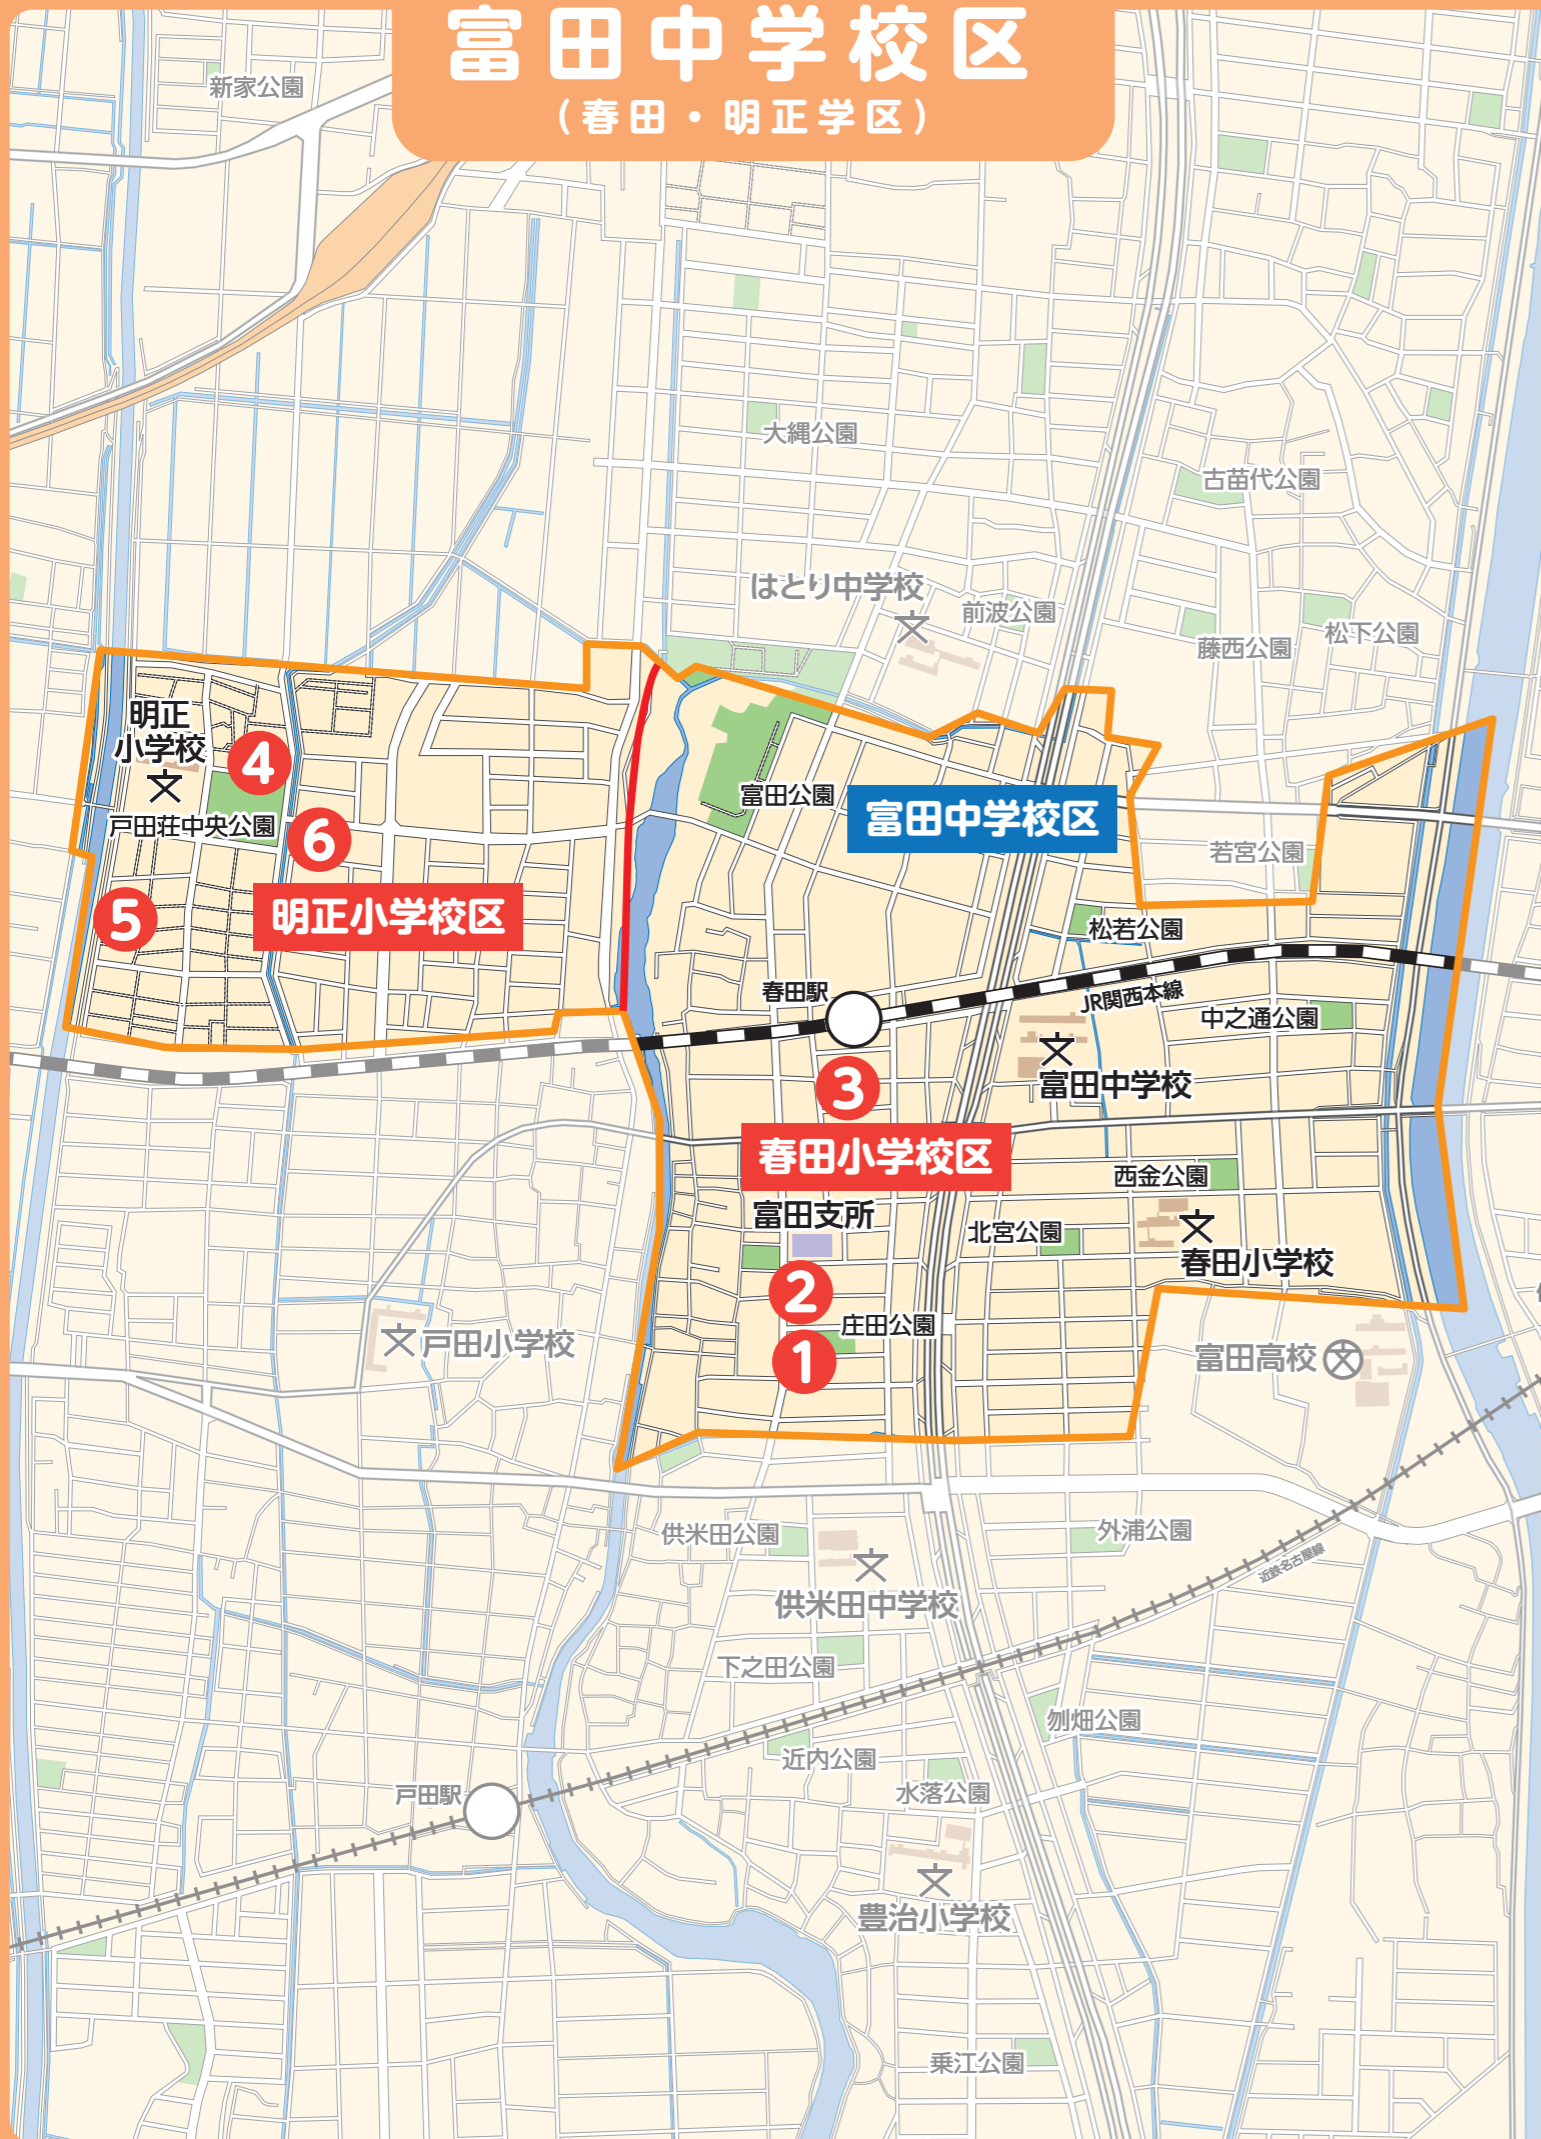 富田中学校区
(春田・明正学区)
新家公園
大縄公園
古苗代公園
はとり中学校
前波公園
藤西公園
松下公園
明正
小学校
4
戸田荘中央公園
6
5
明正小学校区
富田公園
富田中学校区
若宮公園
松若公園
春田駅
JR関西本線
中之通公園
富田中学校
3
春田小学校区
西金公園
富田支所
北宮公園
春田小学校
2
庄田公園
1
戸田小学校
富田高校
文
供米田公園
外浦公園
近鉄名古屋線
供米田中学校
下之田公園
刎畑公園
近内公園
水落公園
戸田駅
豊治小学校
乗江公園